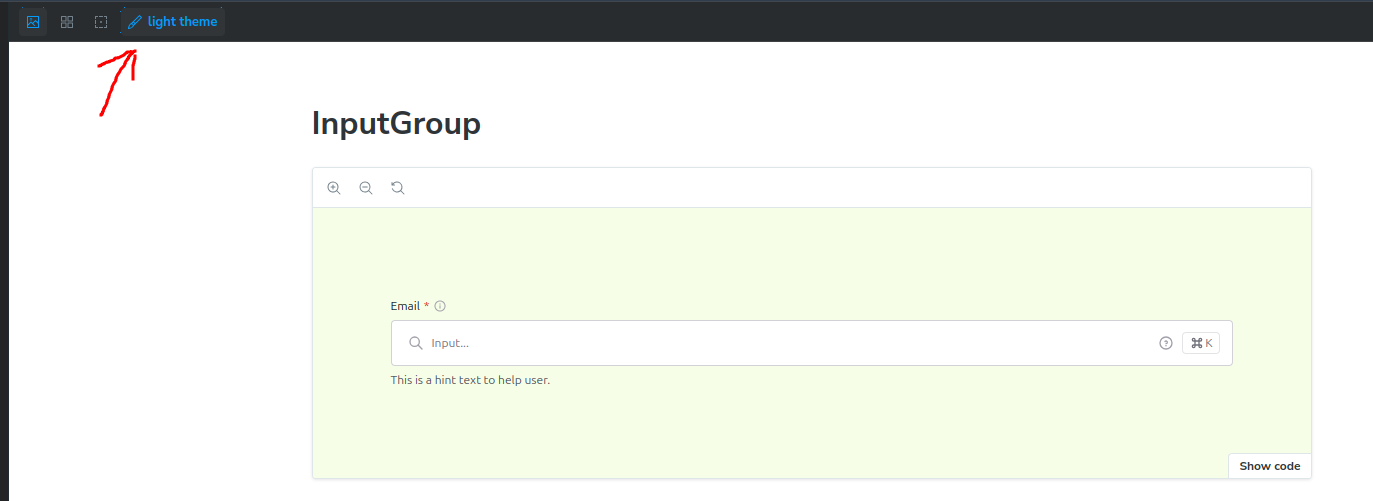 light theme
InputGroup
Email *
Input...
⌘ K
This is a hint text to help user.
Show code